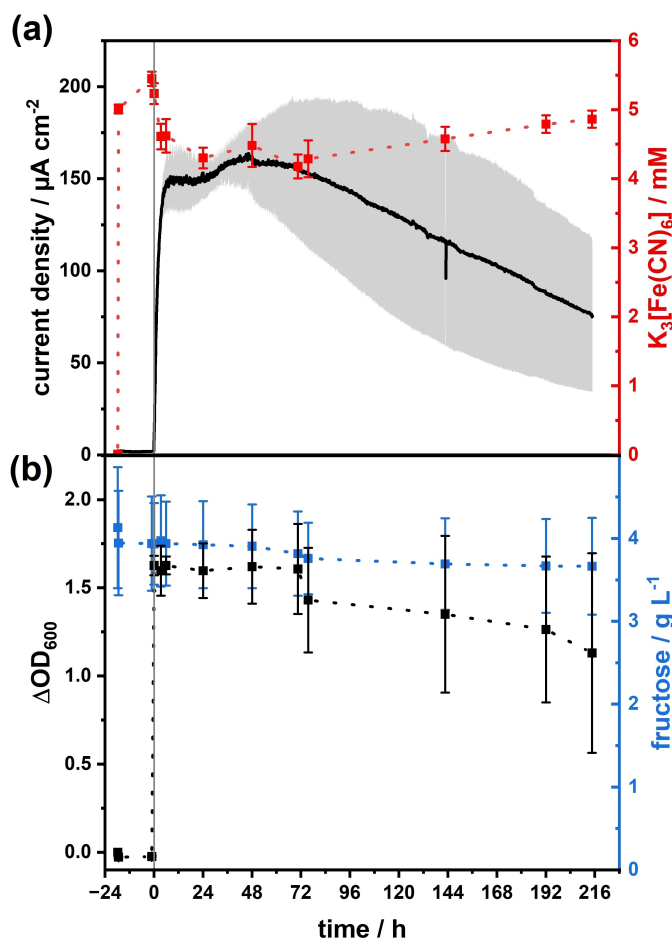 (a)
200
150
100
50
0
current density / µA cm⁻²
6
5
4
3
2
1
0
K₃[Fe(CN)₆] / mM
(b)
2.0
1.5
1.0
0.5
0.0
ΔOD₆₀₀
4
3
2
1
0
fructose / g L⁻¹
−24 0 24 48 72 96 120 144 168 192 216
time / h